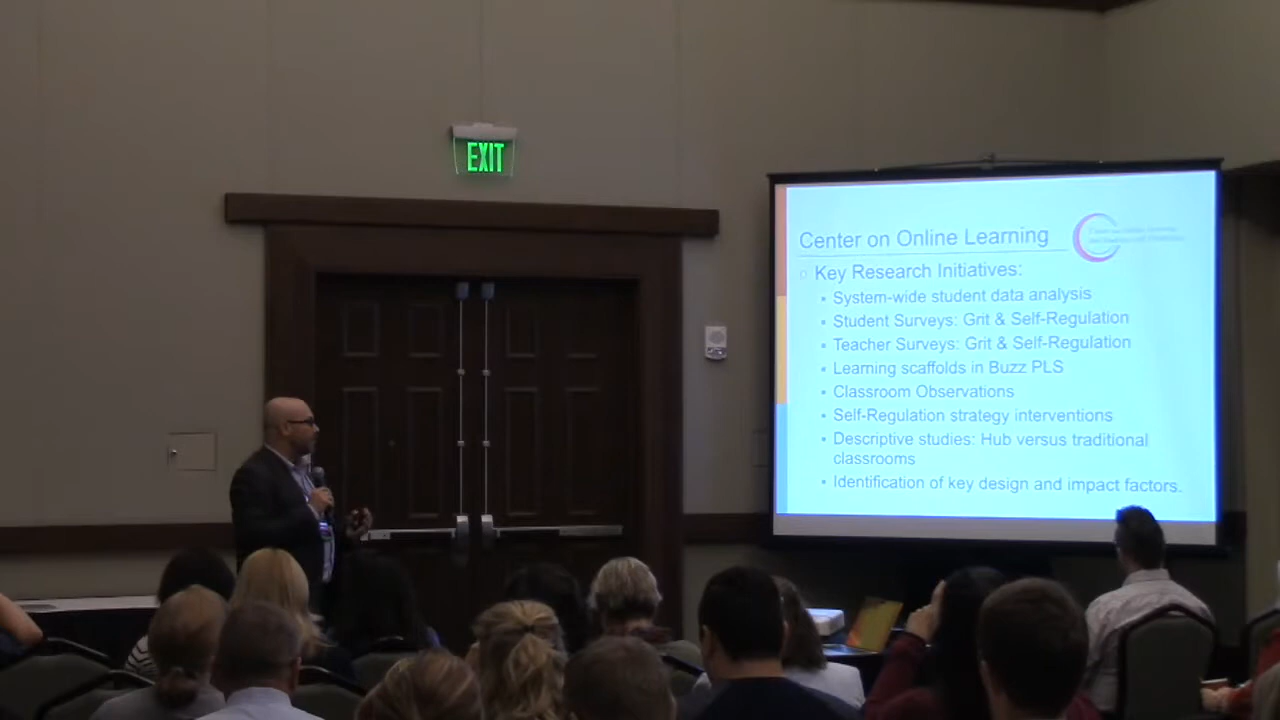 EXIT
Center on Online Learning
Key Research Initiatives:
System-wide student data analysis
Student Surveys: Grit & Self-Regulation
Teacher Surveys: Grit & Self-Regulation
Learning scaffolds in Buzz PLS
Classroom Observations
Self-Regulation strategy interventions
Descriptive studies: Hub versus traditional
classrooms
Identification of key design and impact factors.